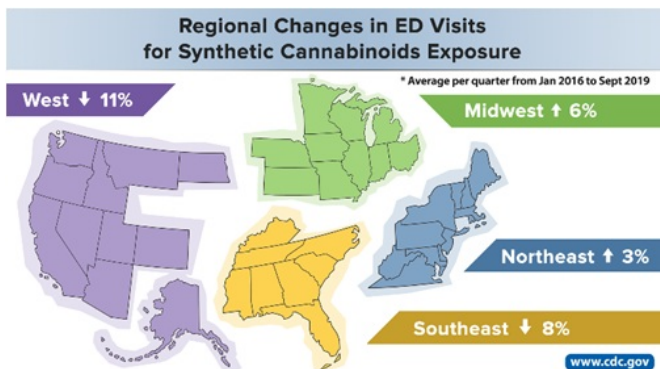 Regional Changes in ED Visits
for Synthetic Cannabinoids Exposure
* Average per quarter from Jan 2016 to Sept 2019
West ⬇ 11%
Midwest ⬆ 6%
Northeast ⬆ 3%
Southeast ⬇ 8%
www.cdc.gov